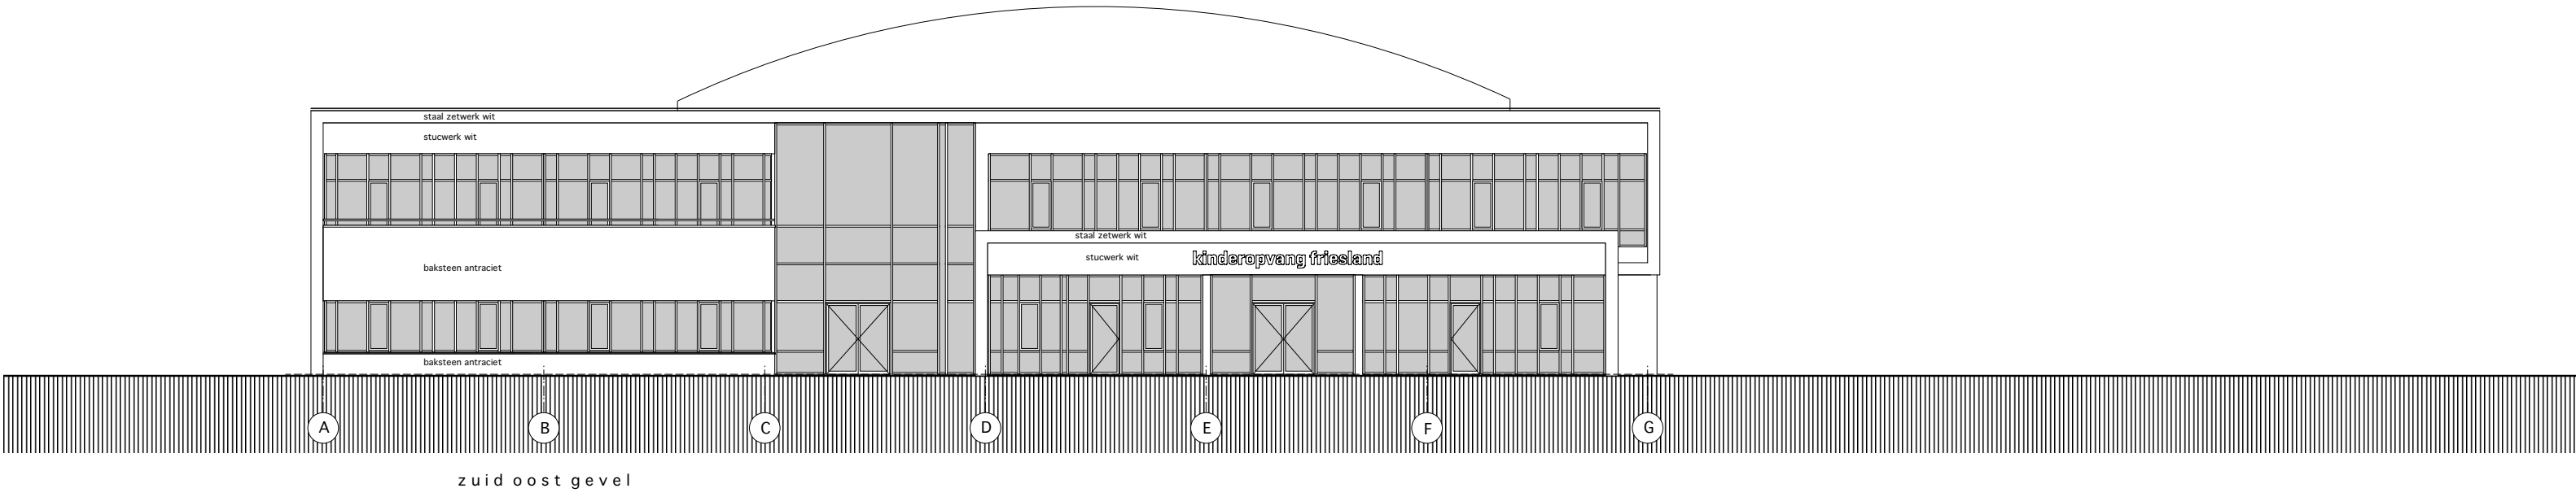 staal zetwerk wit
stucwerk wit
staal zetwerk wit
stucwerk wit
kinderopvang friesland
baksteen antraciet
baksteen antraciet
A B C D E F G
zuid oost gevel